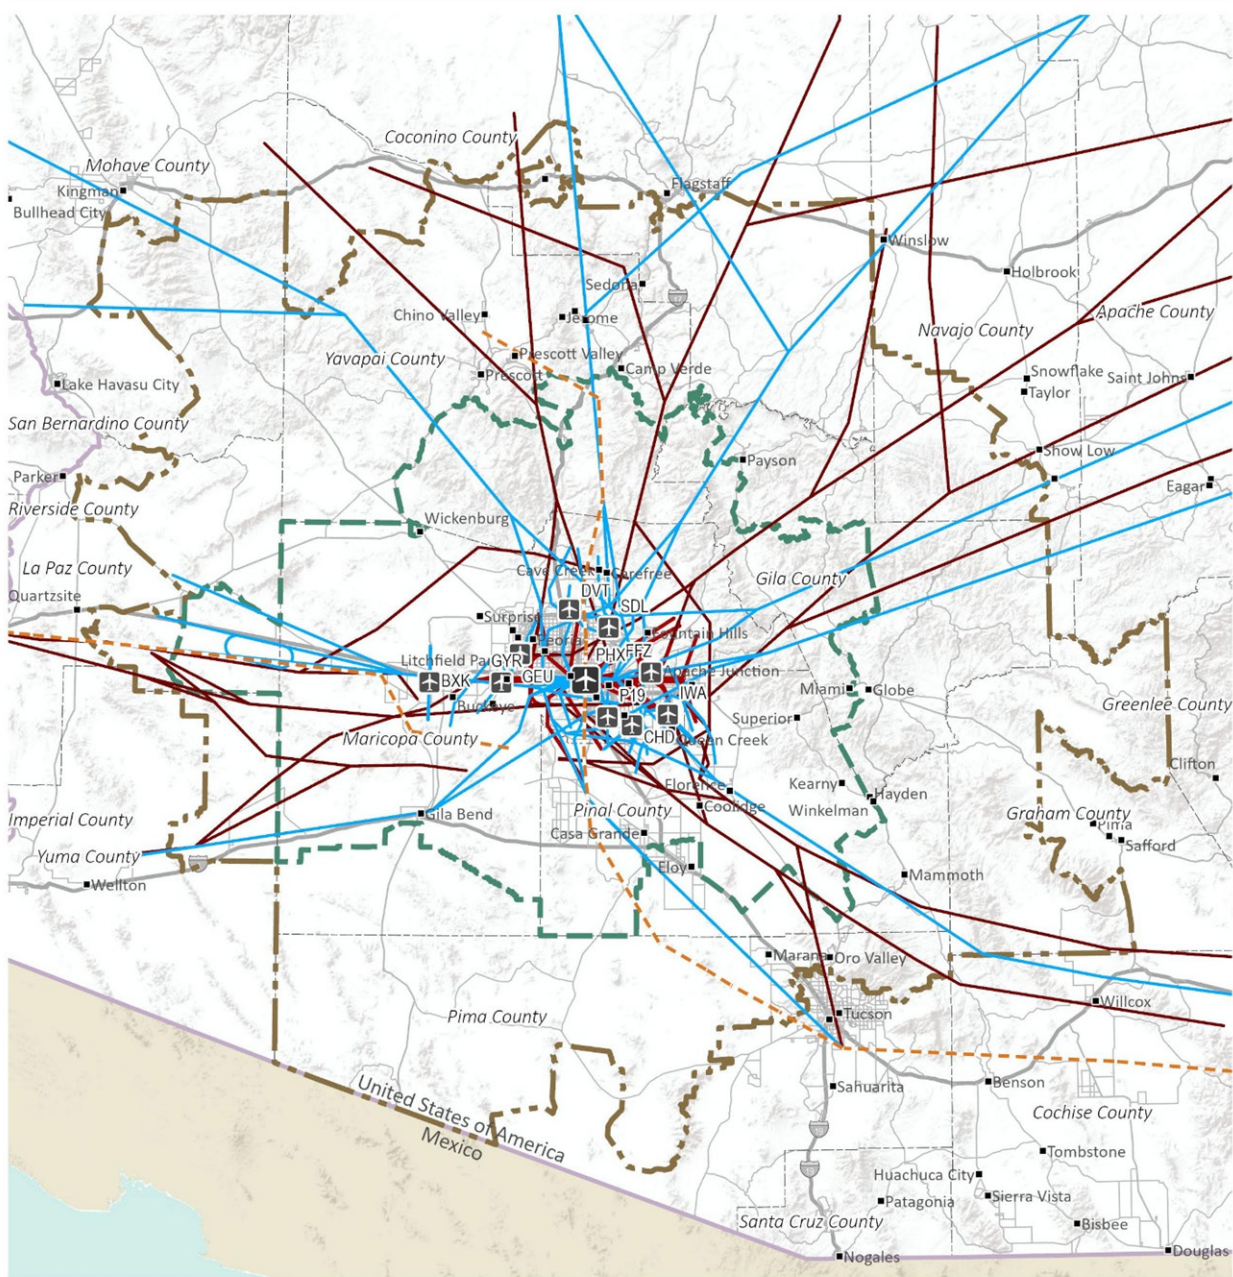 Coconino County
Mohave County
Kingman
Flagstaff
Bullhead City
Winslow
Holbrook
Sedona
Chino Valley
Jerome
Apache County
Navajo County
Yavapai County
Prescott Valley
Prescott
Camp Verde
Lake Havasu City
Snowflake
Saint Johns
Taylor
San Bernardino County
Show Low
Payson
Parker
Eagar
Riverside County
Wickenburg
La Paz County
Cave Creek
Carefree
Gila County
Quartzsite
DVT
SDL
Surprise
Fountain Hills
Peoria
PHX
FFZ
GYR
Litchfield Pa
GEU
Apache Junction
BXK
P19
IWA
Miami
Globe
Buckeye
Greenlee County
Superior
Maricopa County
CHD
Queen Creek
Clifton
Florence
Kearny
Hayden
Coolidge
Winkelman
Gila Bend
Pinal County
Graham County
Imperial County
Pima
Casa Grande
Safford
Yuma County
Eloy
Wellton
Mammoth
Marana
Oro Valley
Willcox
Pima County
Tucson
Benson
Sahuarita
United States of America
Mexico
Cochise County
Tombstone
Huachuca City
Sierra Vista
Patagonia
Santa Cruz County
Bisbee
Douglas
Nogales